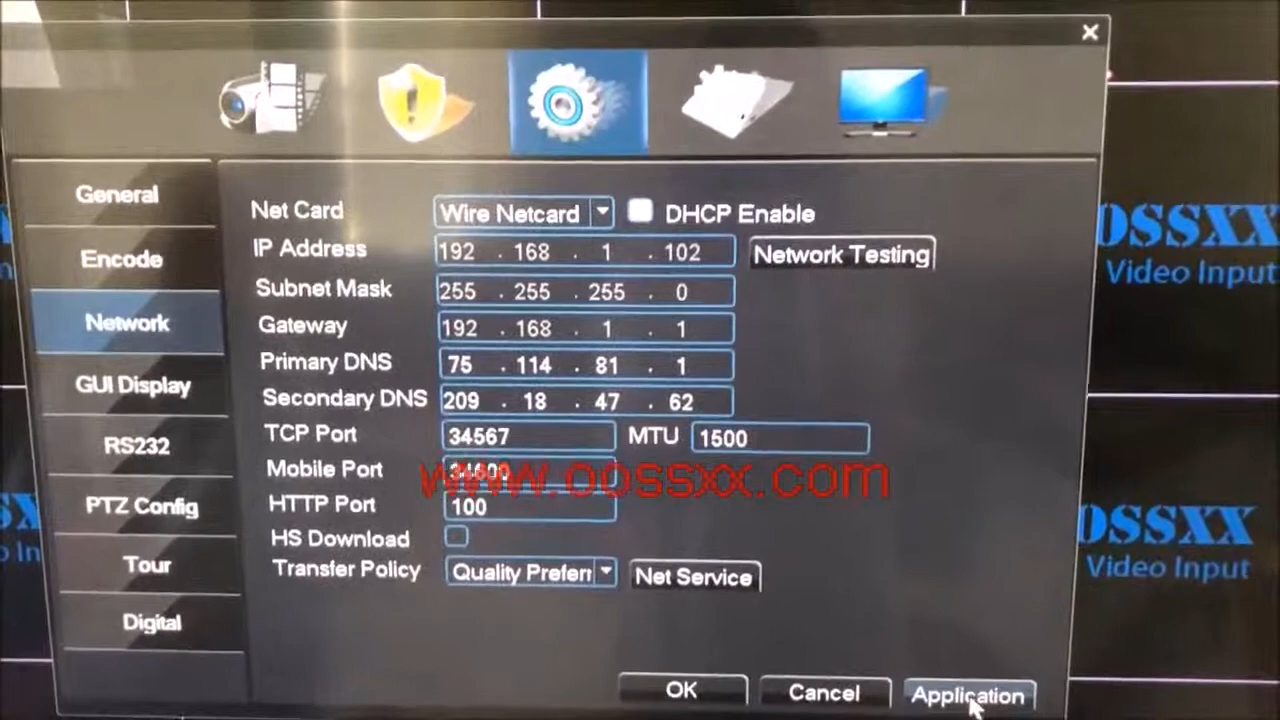 General
Encode
Network
GUI Display
RS232
PTZ Config
Tour
Digital
Net Card Wire Netcard DHCP Enable
IP Address 192 . 168 . 1 . 102 Network Testing
Subnet Mask 255 . 255 . 255 . 0
Gateway 192 . 168 . 1 . 1
Primary DNS 75 . 114 . 81 . 1
Secondary DNS 209 . 18 . 47 . 62
TCP Port 34567 MTU 1500
Mobile Port 34600
www.oossxx.com
HTTP Port 100
HS Download
Transfer Policy Quality Preferr Net Service
OK Cancel Application
OSSXX
Video Input
OSSXX
Video Input